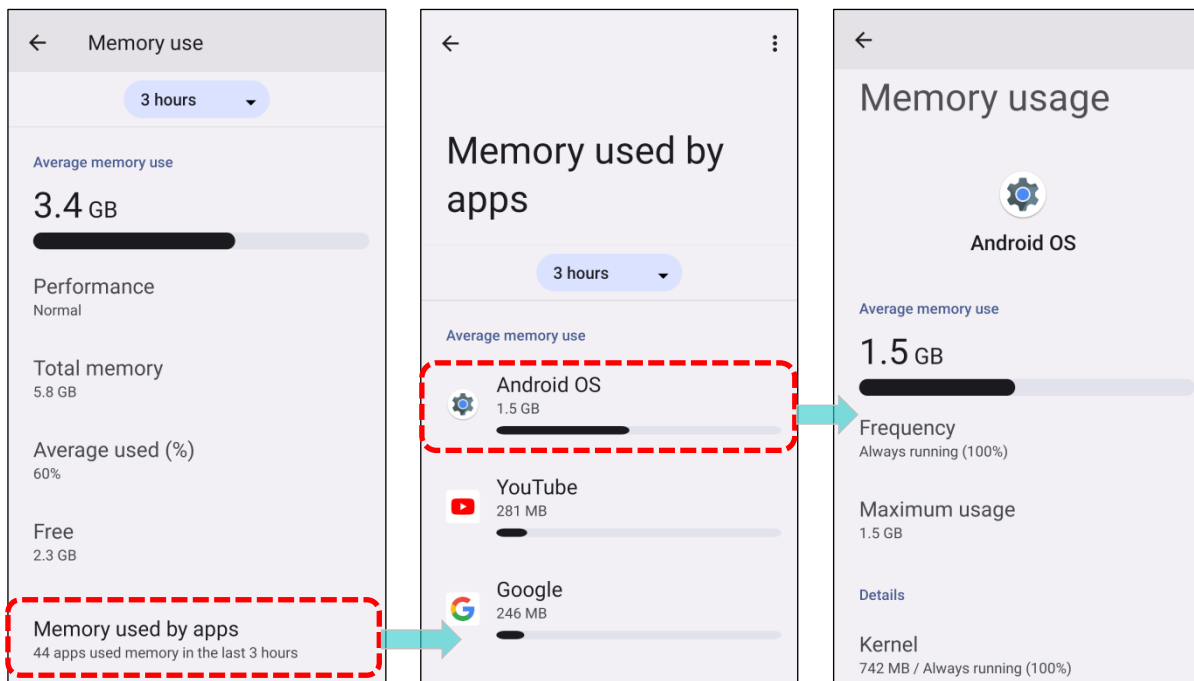 Memory use
3 hours
Average memory use
3.4 GB
Performance
Normal
Total memory
5.8 GB
Average used (%)
60%
Free
2.3 GB
Memory used by apps
44 apps used memory in the last 3 hours
Memory used by
apps
3 hours
Average memory use
Android OS
1.5 GB
YouTube
281 MB
Google
246 MB
Memory usage
Android OS
Average memory use
1.5 GB
Frequency
Always running (100%)
Maximum usage
1.5 GB
Details
Kernel
742 MB / Always running (100%)